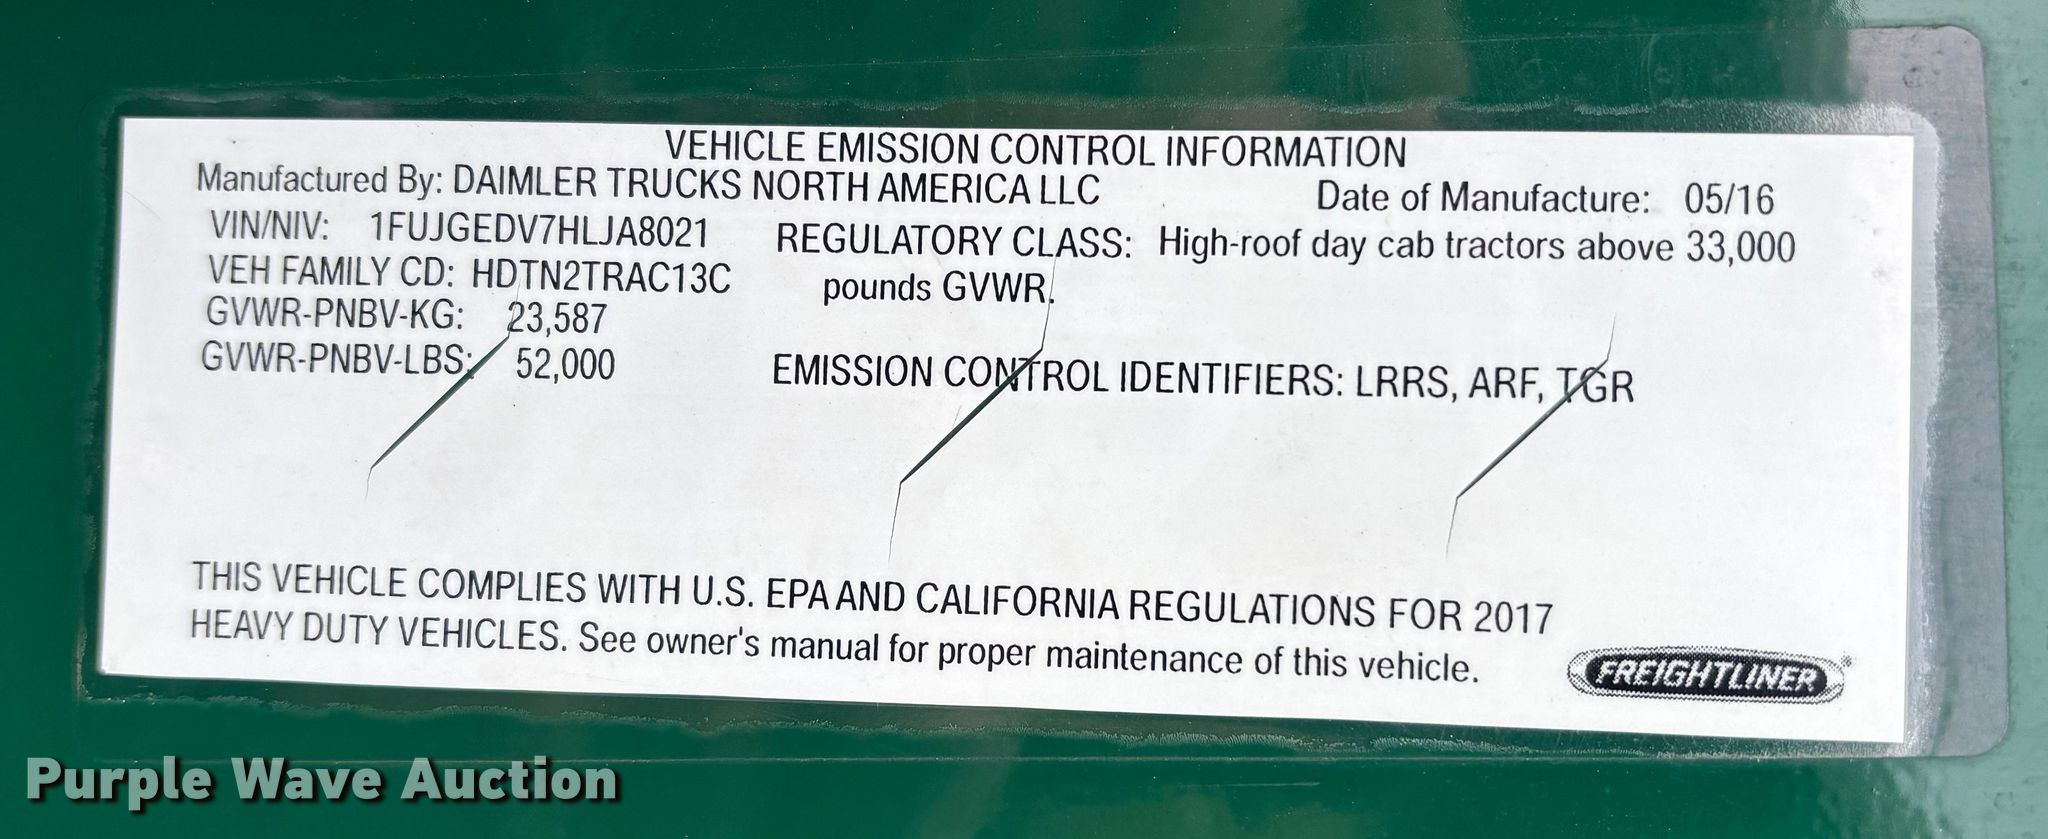 VEHICLE EMISSION CONTROL INFORMATION
Manufactured By: DAIMLER TRUCKS NORTH AMERICA LLC
Date of Manufacture: 05/16
VIN/NIV: 1FUJGEDV7HLJA8021
REGULATORY CLASS: High-roof day cab tractors above 33,000
pounds GVWR.
VEH FAMILY CD: HDTN2TRAC13C
GVWR-PNBV-KG: 23,587
GVWR-PNBV-LBS: 52,000
EMISSION CONTROL IDENTIFIERS: LRRS, ARF, TGR
THIS VEHICLE COMPLIES WITH U.S. EPA AND CALIFORNIA REGULATIONS FOR 2017
HEAVY DUTY VEHICLES. See owner's manual for proper maintenance of this vehicle.
FREIGHTLINER
Purple Wave Auction